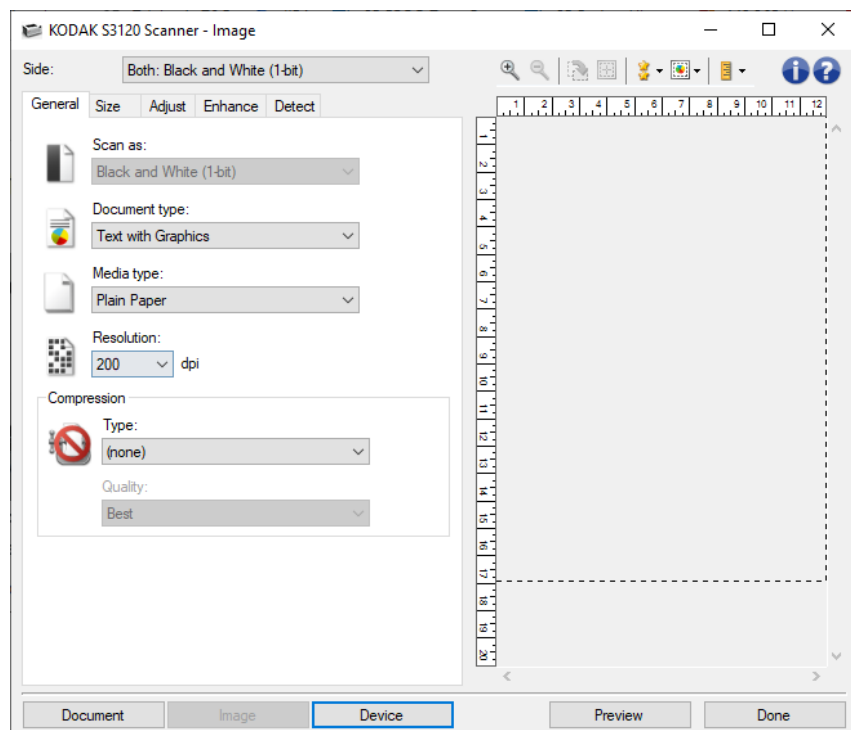 KODAK S3120 Scanner - Image
Side: Both: Black and White (1-bit)
General Size Adjust Enhance Detect
Scan as:
Black and White (1-bit)
Document type:
Text with Graphics
Media type:
Plain Paper
Resolution:
200 dpi
Compression
Type:
(none)
Quality:
Best
1 2 3 4 5 6 7 8 9 10 11 12
1
2
3
4
5
6
7
8
9
10
11
12
13
14
15
16
17
18
19
20
Document Image Device Preview Done